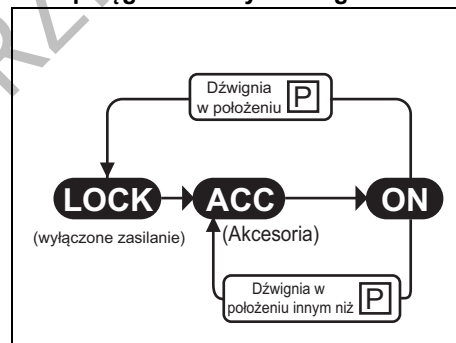 Dźwignia
w położeniu P
LOCK ACC ON
(wyłączone zasilanie) (Akcesoria)
Dźwignia w
położeniu innym niż P